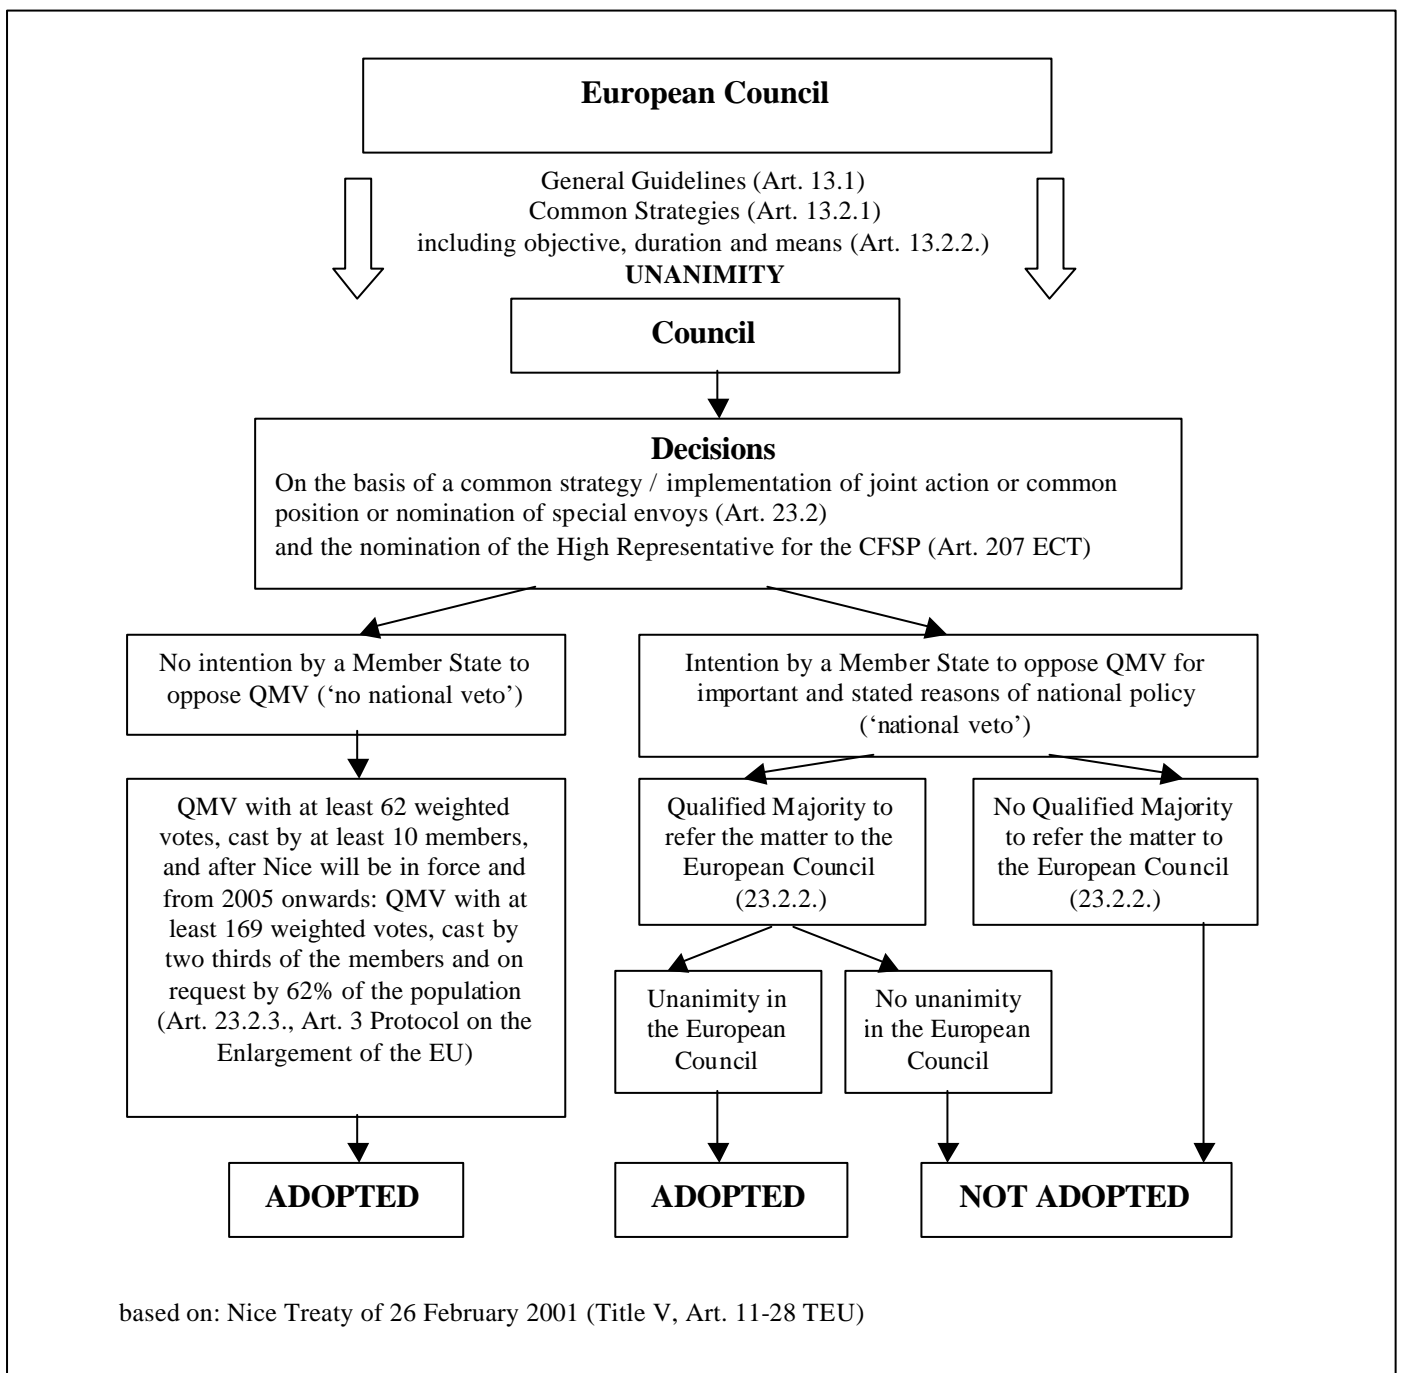 European Council
General Guidelines (Art. 13.1)
Common Strategies (Art. 13.2.1)
including objective, duration and means (Art. 13.2.2.)
UNANIMITY
Council
Decisions
On the basis of a common strategy / implementation of joint action or common
position or nomination of special envoys (Art. 23.2)
and the nomination of the High Representative for the CFSP (Art. 207 ECT)
No intention by a Member State to
oppose QMV (‘no national veto’)
Intention by a Member State to oppose QMV for
important and stated reasons of national policy
(‘national veto’)
QMV with at least 62 weighted
votes, cast by at least 10 members,
and after Nice will be in force and
from 2005 onwards: QMV with at
least 169 weighted votes, cast by
two thirds of the members and on
request by 62% of the population
(Art. 23.2.3., Art. 3 Protocol on the
Enlargement of the EU)
Qualified Majority to
refer the matter to the
European Council
(23.2.2.)
No Qualified Majority
to refer the matter to
the European Council
(23.2.2.)
Unanimity in
the European
Council
No unanimity
in the European
Council
ADOPTED
ADOPTED
NOT ADOPTED
based on: Nice Treaty of 26 February 2001 (Title V, Art. 11-28 TEU)